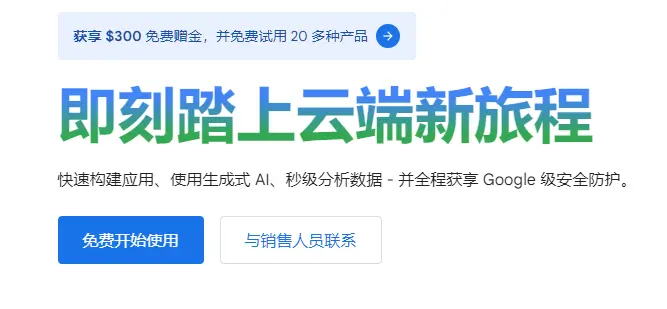 获享 $300 免费赠金，并免费试用 20 多种产品
即刻踏上云端新旅程
快速构建应用、使用生成式 AI、秒级分析数据 - 并全程获享 Google 级安全防护。
免费开始使用
与销售人员联系